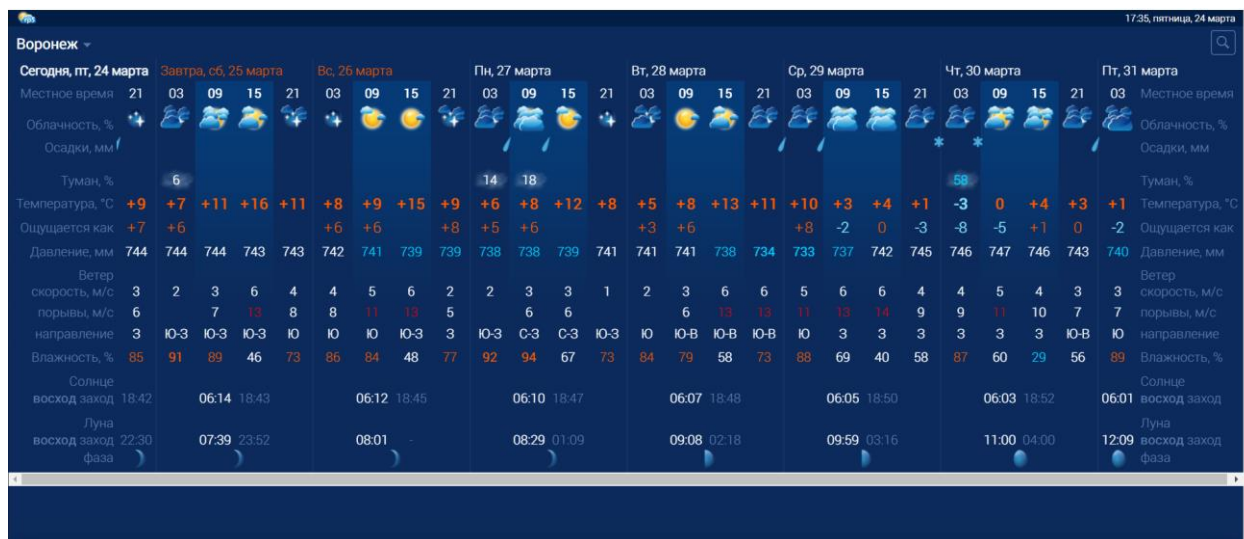 17:35, пятница, 24 марта
Воронеж
Сегодня, пт, 24 марта Завтра, сб, 25 марта Вс, 26 марта Пн, 27 марта Вт, 28 марта Ср, 29 марта Чт, 30 марта Пт, 31 марта
Местное время 21 03 09 15 21 03 09 15 21 03 09 15 21 03 09 15 21 03 09 15 21 03 09 15 21 03 Местное время
Облачность, % Облачность, %
Осадки, мм Осадки, мм
Туман, % 6 14 18 58 Туман, %
Температура, °C +9 +7 +11 +16 +11 +8 +9 +15 +9 +6 +8 +12 +8 +5 +8 +13 +11 +10 +3 +4 +1 -3 0 +4 +3 +1 Температура, °C
Ощущается как +7 +6 +6 +6 +8 +5 +6 +3 +6 +8 -2 0 -3 -8 -5 +1 0 -2 Ощущается как
Давление, мм 744 744 744 743 743 742 741 739 739 738 738 739 741 741 741 738 734 733 737 742 745 746 747 746 743 740 Давление, мм
Ветер Ветер
скорость, м/с 3 2 3 6 4 4 5 6 2 2 3 3 1 2 3 6 6 5 6 6 4 4 5 4 3 3 скорость, м/с
порывы, м/с 6 7 13 8 8 11 13 5 6 6 6 13 13 11 13 14 9 9 11 10 7 7 порывы, м/с
направление З Ю-З Ю-З Ю-З Ю Ю Ю Ю-З З Ю-З С-З С-З Ю-З Ю Ю-В Ю-В Ю-В Ю З З З З З З Ю-В Ю направление
Влажность, % 85 91 89 46 73 86 84 48 77 92 94 67 73 84 79 58 73 88 69 40 58 87 60 29 56 89 Влажность, %
Солнце Солнце
восход заход 18:42 06:14 18:43 06:12 18:45 06:10 18:47 06:07 18:48 06:05 18:50 06:03 18:52 06:01 восход заход
Луна Луна
восход заход 22:30 07:39 23:52 08:01 - 08:29 01:09 09:08 02:18 09:59 03:16 11:00 04:00 12:09 восход заход
фаза фаза